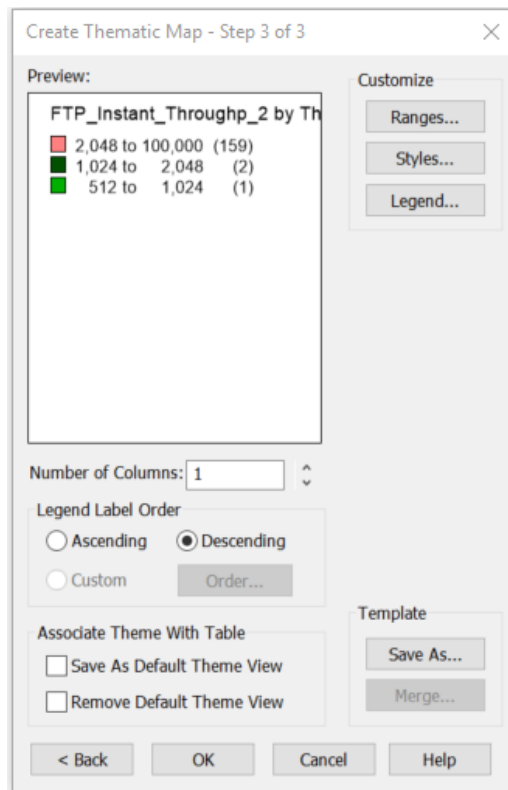 Create Thematic Map - Step 3 of 3
Preview:
FTP_Instant_Throughp_2 by Th
2,048 to 100,000 (159)
1,024 to 2,048 (2)
512 to 1,024 (1)
Customize
Ranges...
Styles...
Legend...
Number of Columns: 1
Legend Label Order
Ascending Descending
Custom Order...
Associate Theme With Table
Save As Default Theme View
Remove Default Theme View
Template
Save As...
Merge...
< Back OK Cancel Help